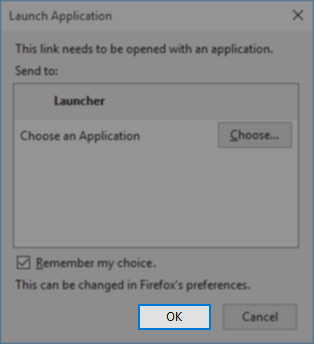 Launch Application
This link needs to be opened with an application.
Send to:
Launcher
Choose an Application
Choose...
Remember my choice.
This can be changed in Firefox's preferences.
OK
Cancel